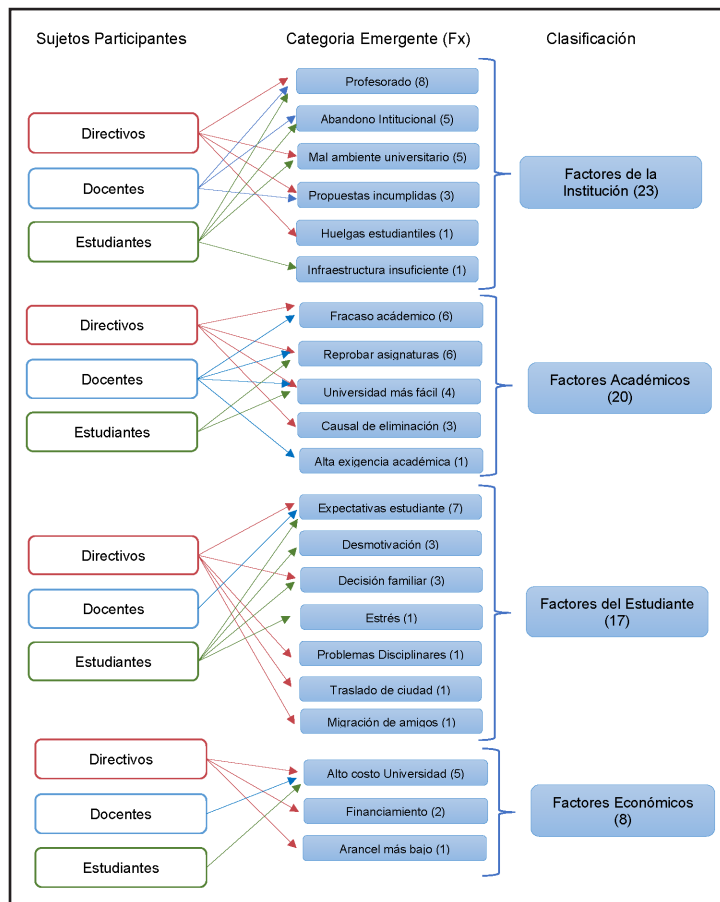 Sujetos Participantes
Categoria Emergente (Fx)
Clasificación
Directivos
Docentes
Estudiantes
Profesorado (8)
Abandono Intitucional (5)
Mal ambiente universitario (5)
Propuestas incumplidas (3)
Huelgas estudiantiles (1)
Infraestructura insuficiente (1)
Factores de la
Institución (23)
Directivos
Docentes
Estudiantes
Fracaso acádemico (6)
Reprobar asignaturas (6)
Universidad más fácil (4)
Causal de eliminación (3)
Alta exigencia académica (1)
Factores Académicos
(20)
Directivos
Docentes
Estudiantes
Expectativas estudiante (7)
Desmotivación (3)
Decisión familiar (3)
Estrés (1)
Problemas Disciplinares (1)
Traslado de ciudad (1)
Migración de amigos (1)
Factores del Estudiante
(17)
Directivos
Docentes
Estudiantes
Alto costo Universidad (5)
Financiamiento (2)
Arancel más bajo (1)
Factores Económicos
(8)